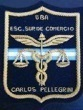 UBA
ESC. SUP. DE COMERCIO
CARLOS PELLEGRINI